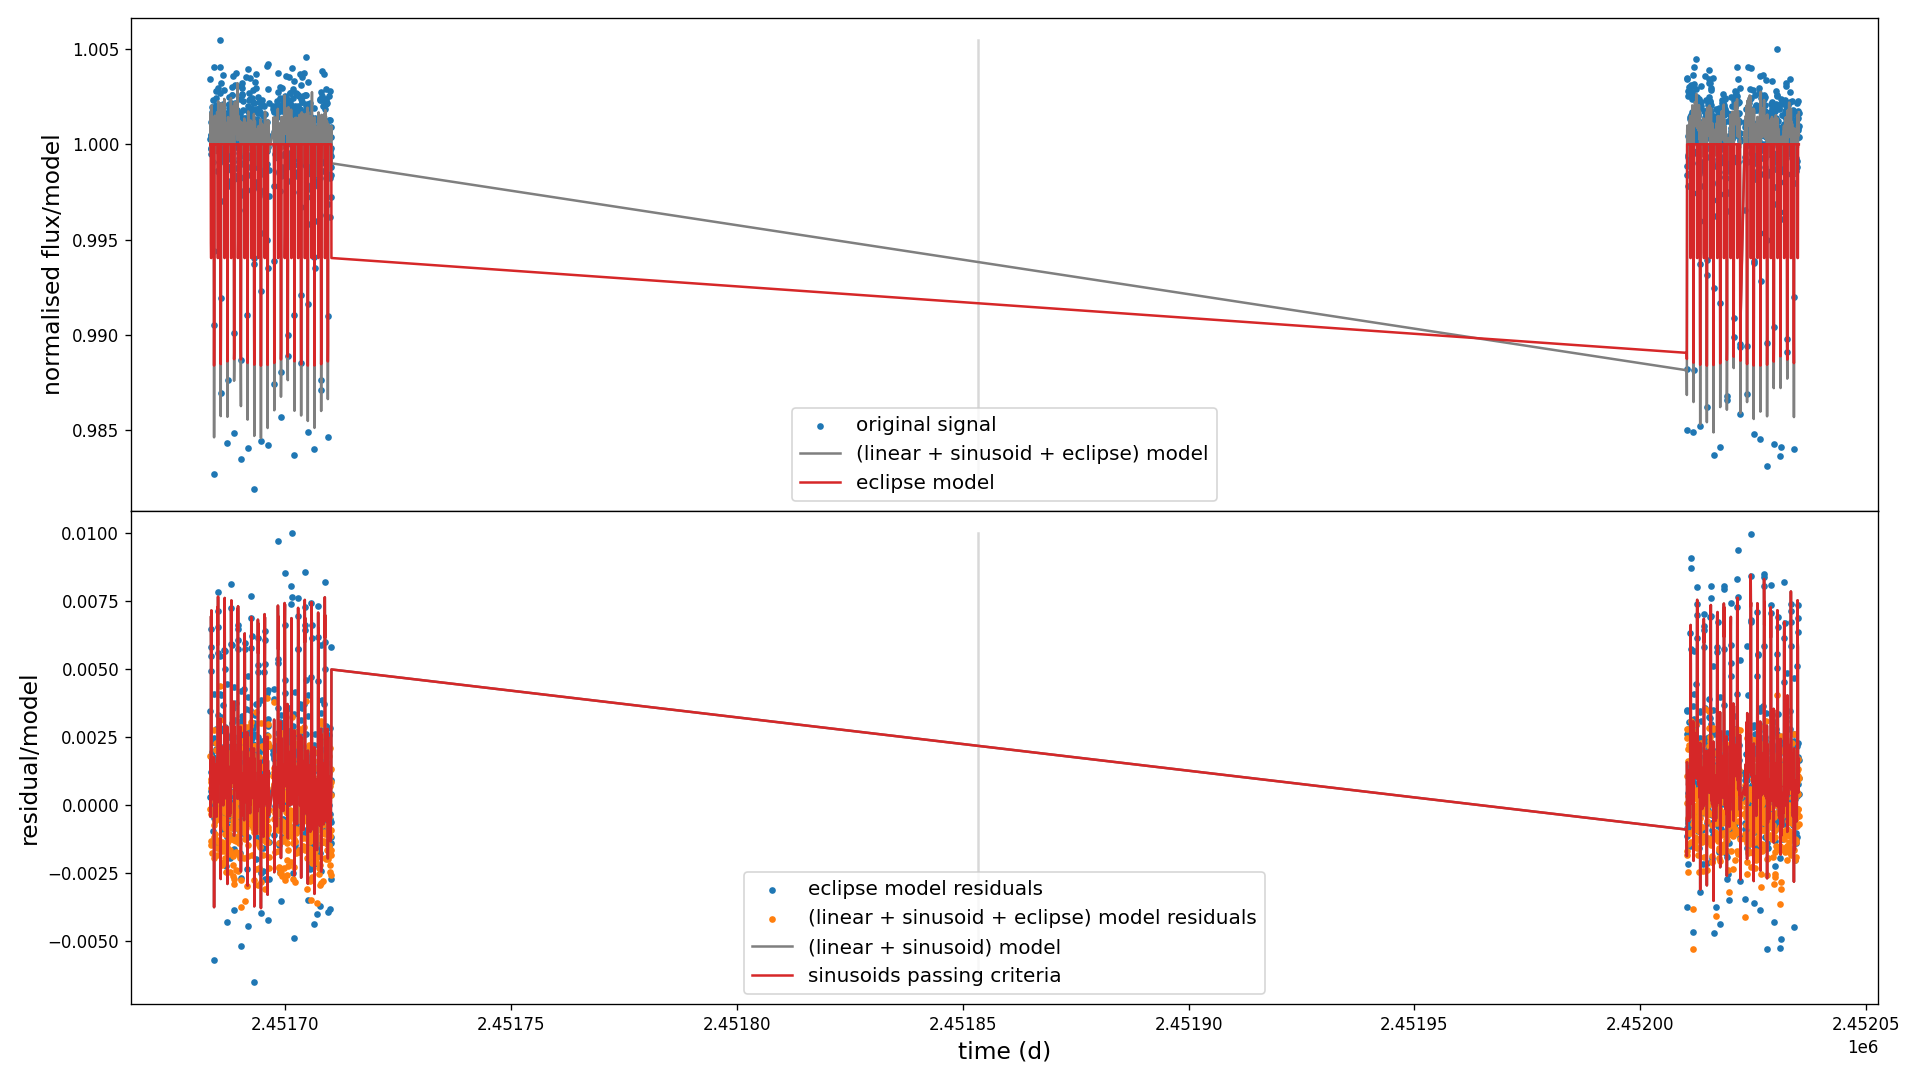 1.005
1.000
0.995
0.990
0.985
normalised flux/model
original signal
(linear + sinusoid + eclipse) model
eclipse model
0.0100
0.0075
0.0050
0.0025
0.0000
−0.0025
−0.0050
residual/model
eclipse model residuals
(linear + sinusoid + eclipse) model residuals
(linear + sinusoid) model
sinusoids passing criteria
2.45170 2.45175 2.45180 2.45185 2.45190 2.45195 2.45200 2.45205
1e6
time (d)